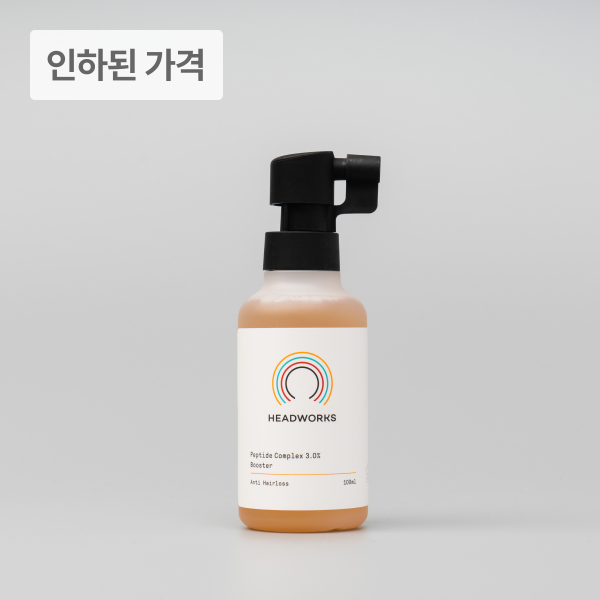 인하된 가격
HEADWORKS
Peptide Complex 3.0%
Booster
Anti Hairloss
100ml